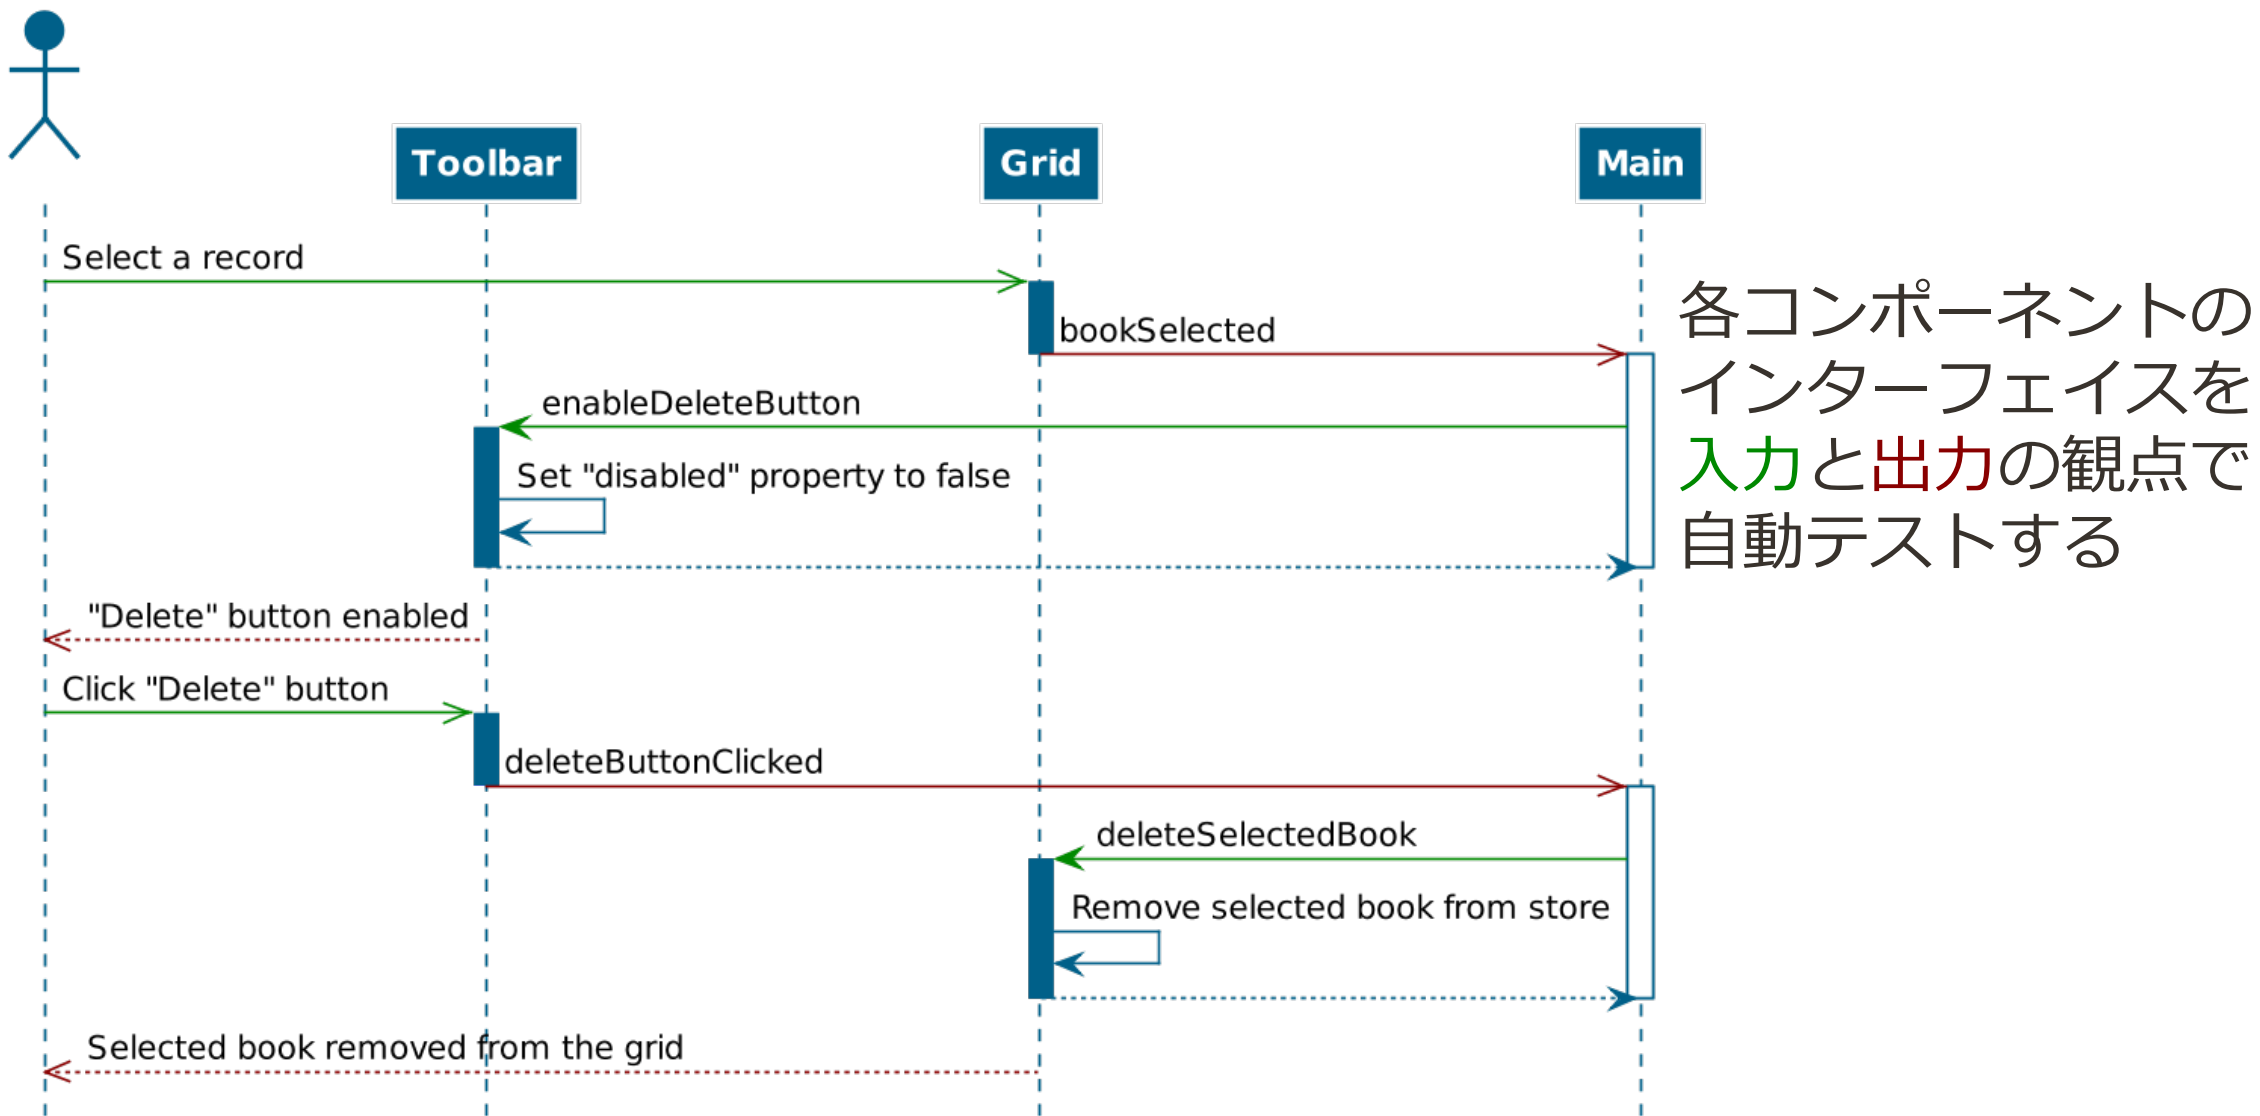 Toolbar
Grid
Main
Select a record
bookSelected
enableDeleteButton
Set "disabled" property to false
"Delete" button enabled
Click "Delete" button
deleteButtonClicked
deleteSelectedBook
Remove selected book from store
Selected book removed from the grid
各コンポーネントの
インターフェイスを
入力と出力の観点で
自動テストする